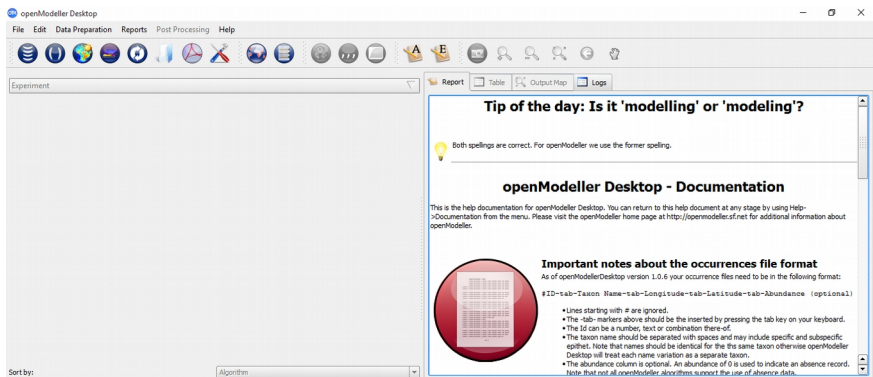 openModeller Desktop
File Edit Data Preparation Reports Post Processing Help
A E
Experiment
Report Table Output Map Logs
Tip of the day: Is it 'modelling' or 'modeling'?
Both spellings are correct. For openModeller we use the former spelling.
openModeller Desktop - Documentation
This is the help documentation for openModeller Desktop. You can return to this help document at any stage by using Help-
>Documentation from the menu. Please visit the openModeller home page at http://openmodeller.sf.net for additional information about
openModeller.
Important notes about the occurrences file format
As of openModellerDesktop version 1.0.6 your occurrence files need to be in the following format:
#ID-tab-Taxon Name-tab-Longitude-tab-Latitude-tab-Abundance (optional)
•Lines starting with # are ignored.
•The -tab- markers above should be the inserted by pressing the tab key on your keyboard.
•The Id can be a number, text or combination there-of.
•The taxon name should be separated with spaces and may include specific and subspecific
epithet. Note that names should be identical for the ths same taxon otherwise openModeller
Desktop will treat each name variation as a separate taxon.
•The abundance column is optional. An abundance of 0 is used to indicate an absence record.
Note that not all openModeller algorithms support the use of absence data.
Sort by: Algorithm